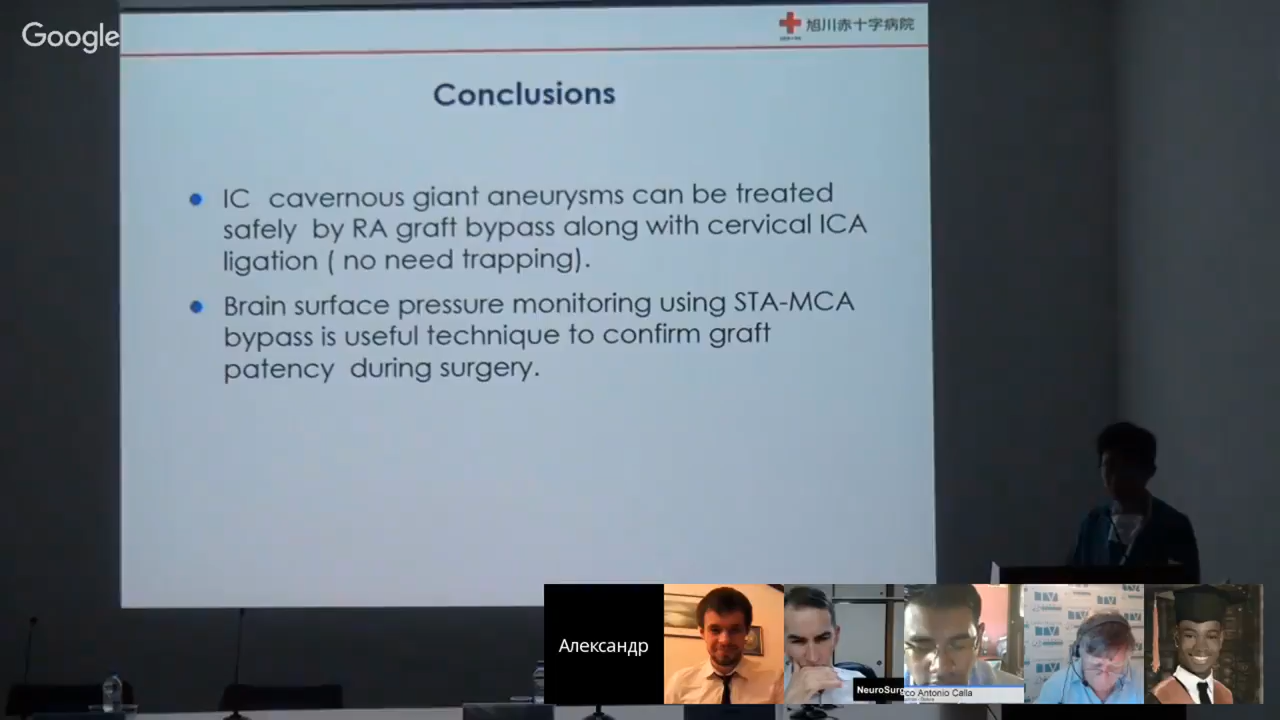 Google
旭川赤十字病院
Conclusions
IC cavernous giant aneurysms can be treated
safely by RA graft bypass along with cervical ICA
ligation ( no need trapping).
Brain surface pressure monitoring using STA-MCA
bypass is useful technique to confirm graft
patency during surgery.
Александр
NeuroSurg
co Antonio Calla